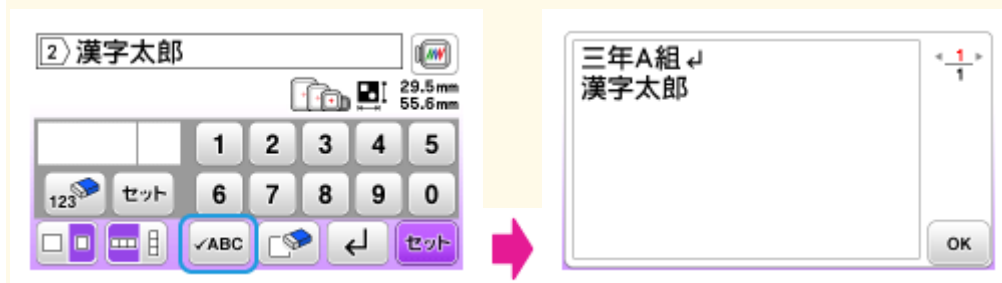 2 漢字太郎
29.5mm
55.6mm
1 2 3 4 5
123 セット 6 7 8 9 0
✓ABC ↵ セット
三年A組↵
漢字太郎
1
1
OK